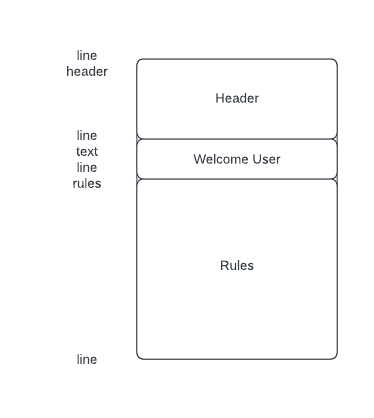 line
header
Header
line
text
line
rules
Welcome User
Rules
line